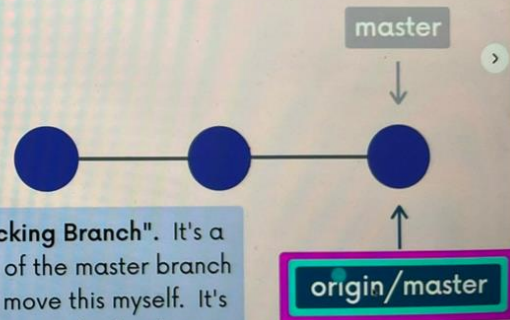 master
cking Branch". It's a
of the master branch
move this myself. It's
origin/master